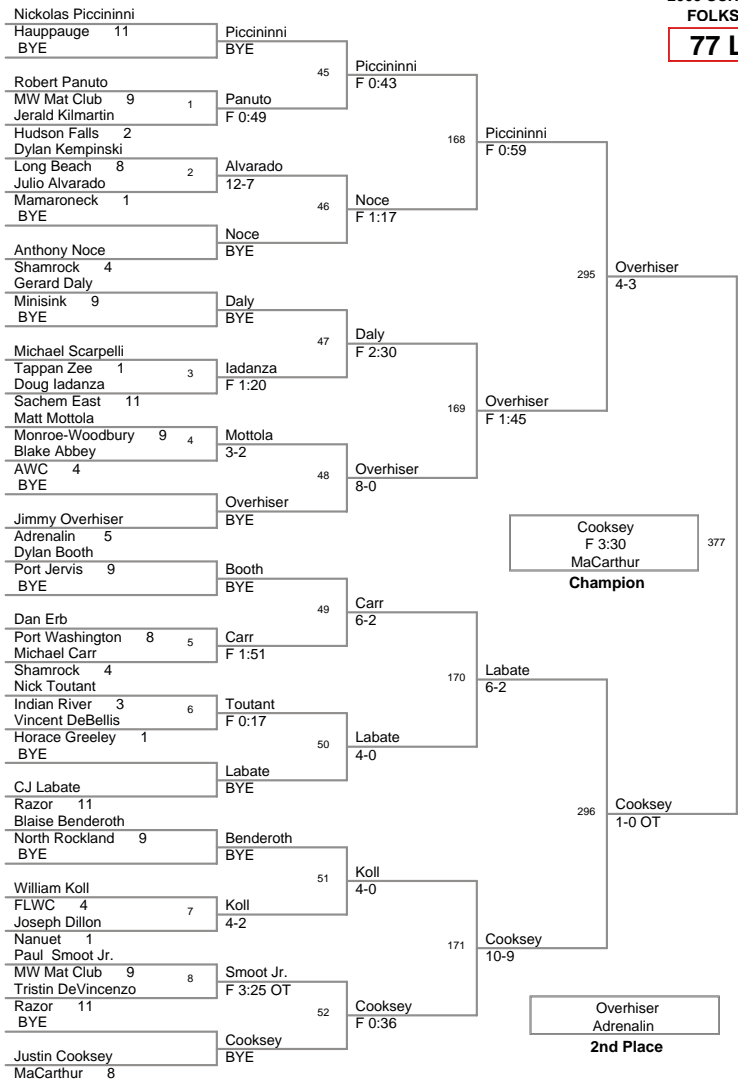 2009 
FOLKS
77 L
Nickolas Piccininni
Hauppauge 11
BYE
Robert Panuto
MW Mat Club 9
Jerald Kilmartin
Hudson Falls 2
Dylan Kempinski
Long Beach 8
Julio Alvarado
Mamaroneck 1
BYE
Anthony Noce
Shamrock 4
Gerard Daly
Minisink 9
BYE
Michael Scarpelli
Tappan Zee 1
Doug Iadanza
Sachem East 11
Matt Mottola
Monroe-Woodbury 9
Blake Abbey
AWC 4
BYE
Jimmy Overhiser
Adrenalin 5
Dylan Booth
Port Jervis 9
BYE
Dan Erb
Port Washington 8
Michael Carr
Shamrock 4
Nick Toutant
Indian River 3
Vincent DeBellis
Horace Greeley 1
BYE
CJ Labate
Razor 11
Blaise Benderoth
North Rockland 9
BYE
William Koll
FLWC 4
Joseph Dillon
Nanuet 1
Paul Smoot Jr.
MW Mat Club 9
Tristin DeVincenzo
Razor 11
BYE
Justin Cooksey
MaCarthur 8
1
2
3
4
5
6
7
8
Piccininni
BYE
Panuto
F 0:49
Alvarado
12-7
Noce
BYE
Daly
BYE
Iadanza
F 1:20
Mottola
3-2
Overhiser
BYE
Booth
BYE
Carr
F 1:51
Toutant
F 0:17
Labate
BYE
Benderoth
BYE
Koll
4-2
Smoot Jr.
F 3:25 OT
Cooksey
BYE
45
46
47
48
49
50
51
52
Piccininni
F 0:43
Noce
F 1:17
Daly
F 2:30
Overhiser
8-0
Carr
6-2
Labate
4-0
Koll
4-0
Cooksey
F 0:36
168
169
170
171
Piccininni
F 0:59
Overhiser
F 1:45
Labate
6-2
Cooksey
10-9
295
296
Overhiser
4-3
Cooksey
1-0 OT
377
Cooksey
F 3:30
MaCarthur
Champion
Overhiser
Adrenalin
2nd Place